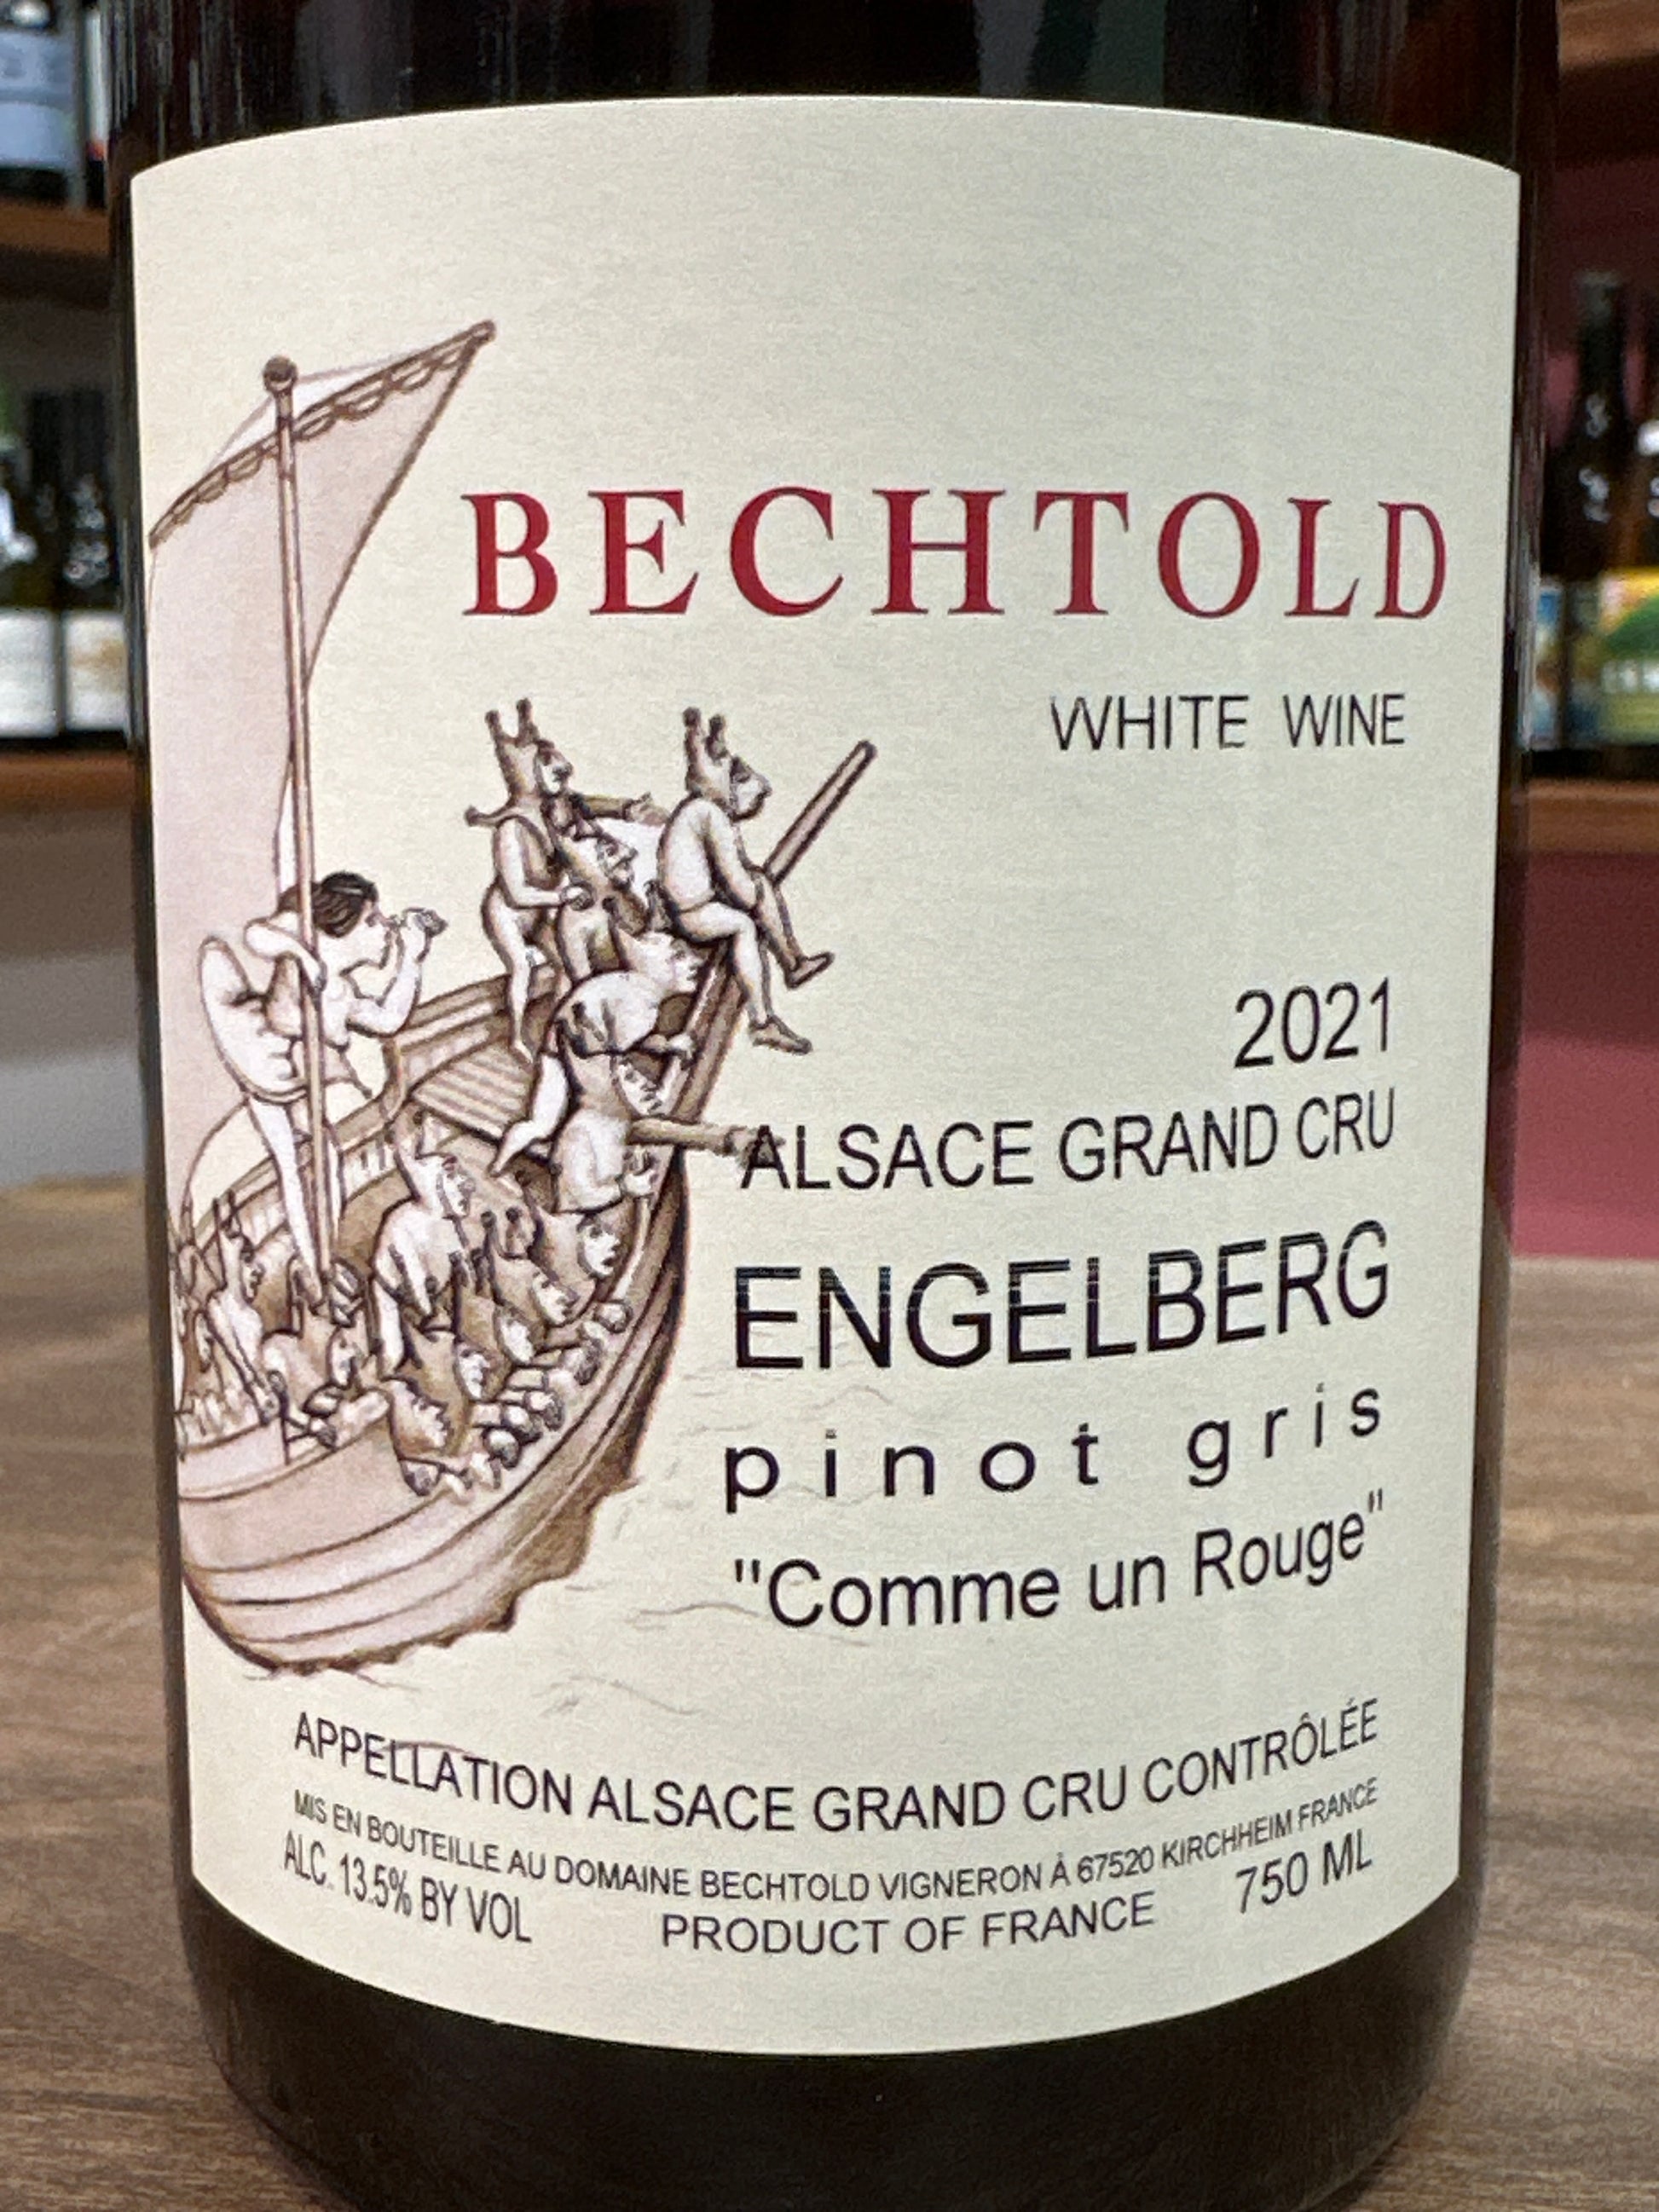 BECHTOLD
WHITE WINE
2021
ALSACE GRAND CRU
ENGELBERG
pinot gris
"Comme un Rouge"
APPELLATION ALSACE GRAND CRU CONTRÔLÉE
MIS EN BOUTEILLE AU DOMAINE BECHTOLD VIGNERON À 67520 KIRCHHEIM FRANCE
ALC. 13.5% BY VOL PRODUCT OF FRANCE 750 ML